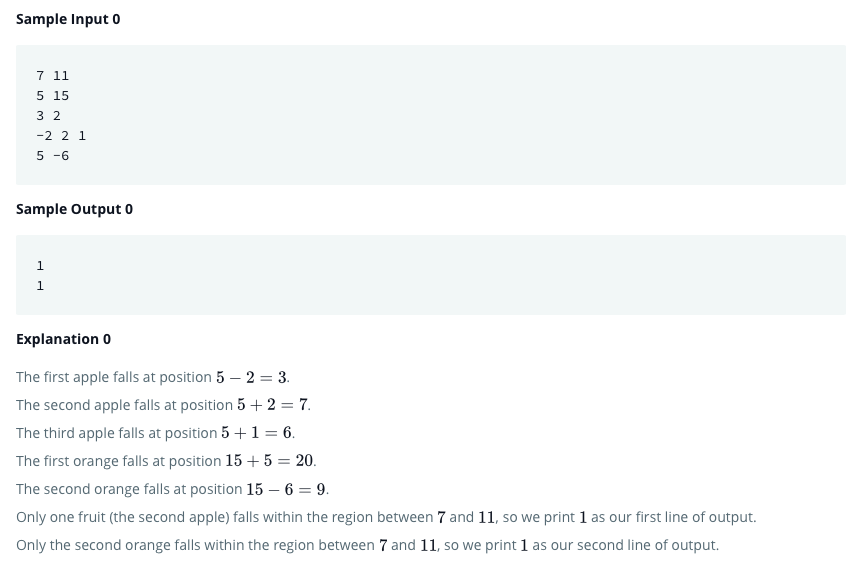 Sample Input 0
7 11
5 15
3 2
-2 2 1
5 -6
Sample Output 0
1
1
Explanation 0
The first apple falls at position 5 − 2 = 3.
The second apple falls at position 5 + 2 = 7.
The third apple falls at position 5 + 1 = 6.
The first orange falls at position 15 + 5 = 20.
The second orange falls at position 15 − 6 = 9.
Only one fruit (the second apple) falls within the region between 7 and 11, so we print 1 as our first line of output.
Only the second orange falls within the region between 7 and 11, so we print 1 as our second line of output.